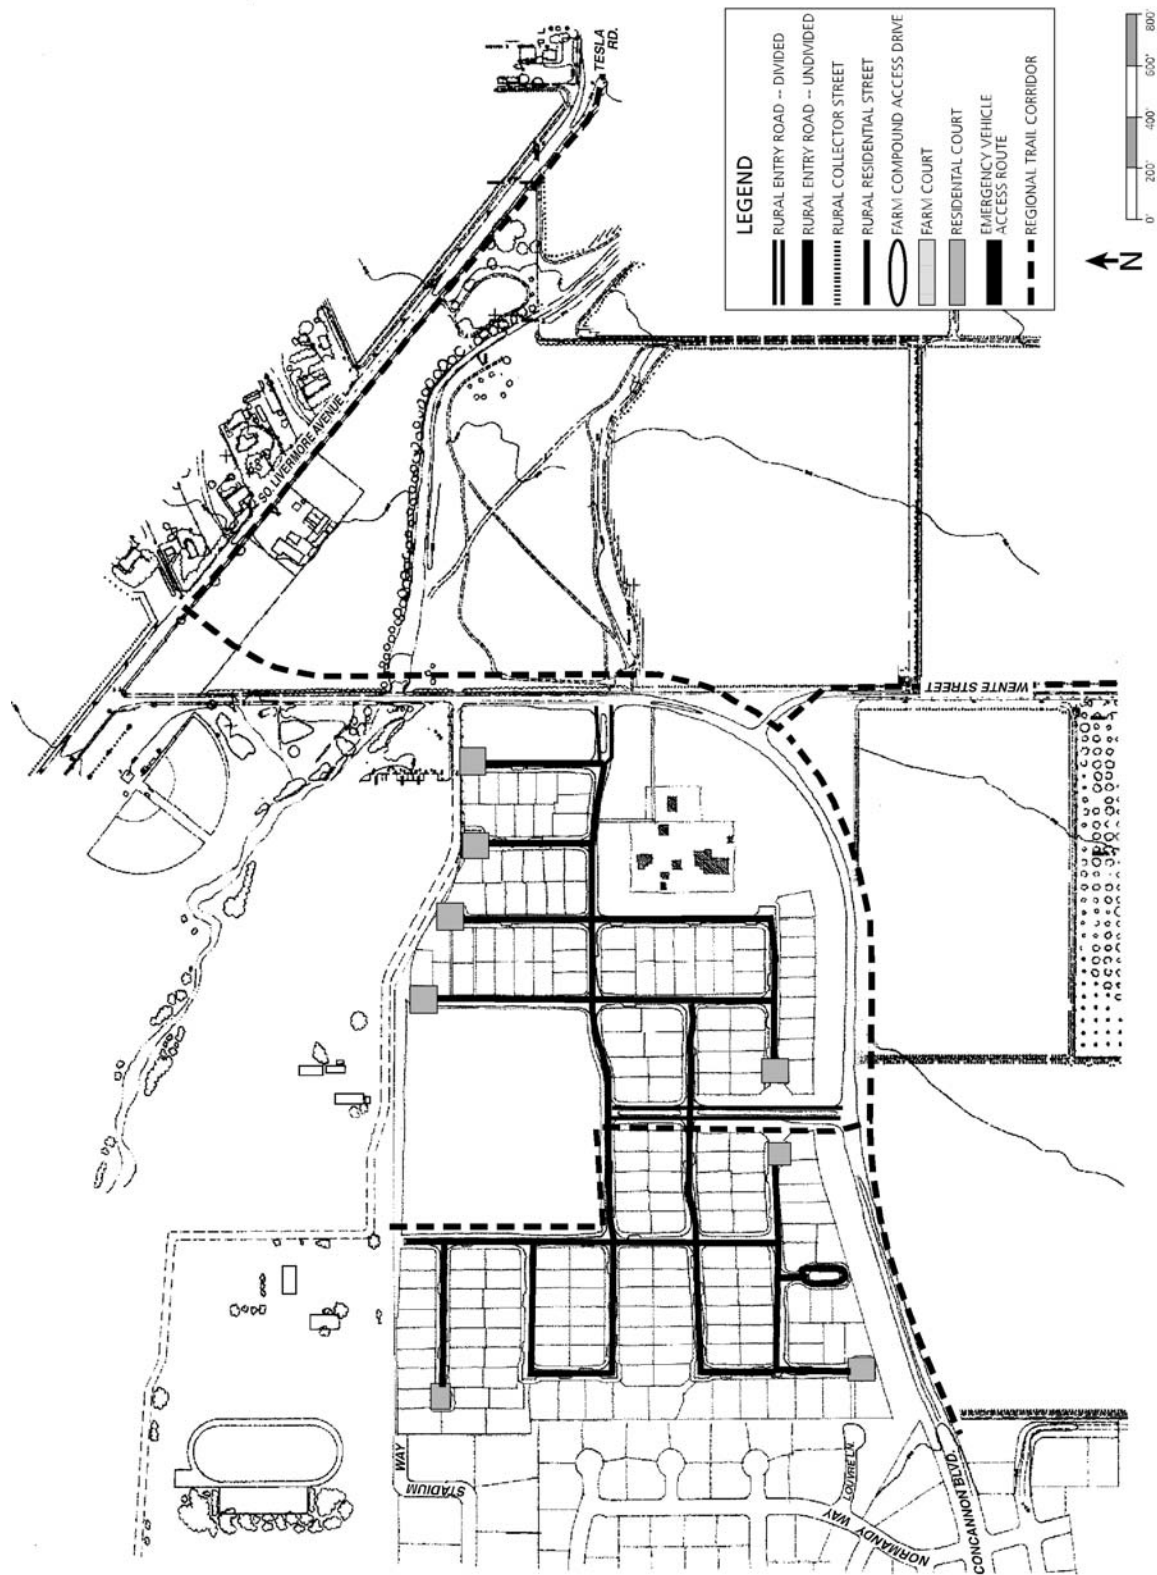 TESLA
RD.
SO. LIVERMORE AVENUE
WENTE STREET
STADIUM
WAY
LOUVRE LN.
NORMANDY WAY
CONCANNON BLVD.
LEGEND
RURAL ENTRY ROAD -- DIVIDED
RURAL ENTRY ROAD -- UNDIVIDED
RURAL COLLECTOR STREET
RURAL RESIDENTIAL STREET
FARM COMPOUND ACCESS DRIVE
FARM COURT
RESIDENTAL COURT
EMERGENCY VEHICLE
ACCESS ROUTE
REGIONAL TRAIL CORRIDOR
N
0' 200' 400' 600' 800'